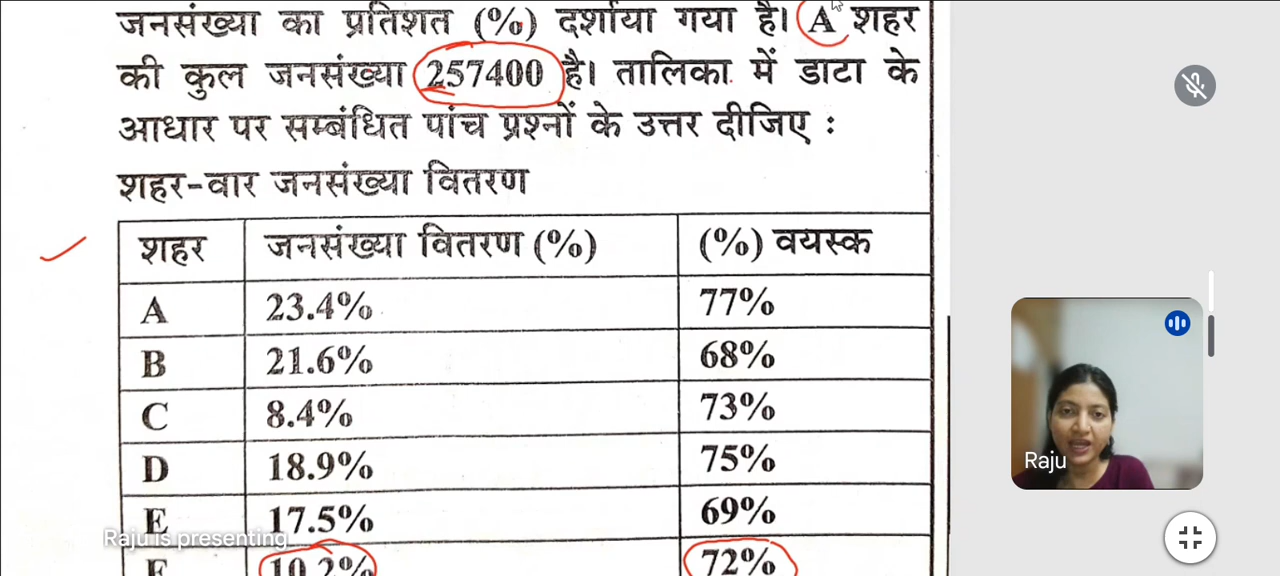 जनसंख्या का प्रतिशत (%) दर्शाया गया है। A शहर
की कुल जनसंख्या 257400 है। तालिका में डाटा के
आधार पर सम्बंधित पांच प्रश्नों के उत्तर दीजिए :
शहर-वार जनसंख्या वितरण
शहर जनसंख्या वितरण (%) (%) वयस्क
A 23.4% 77%
B 21.6% 68%
C 8.4% 73%
D 18.9% 75%
E 17.5% 69%
F 10.2% 72%
Raju is presenting
Raju